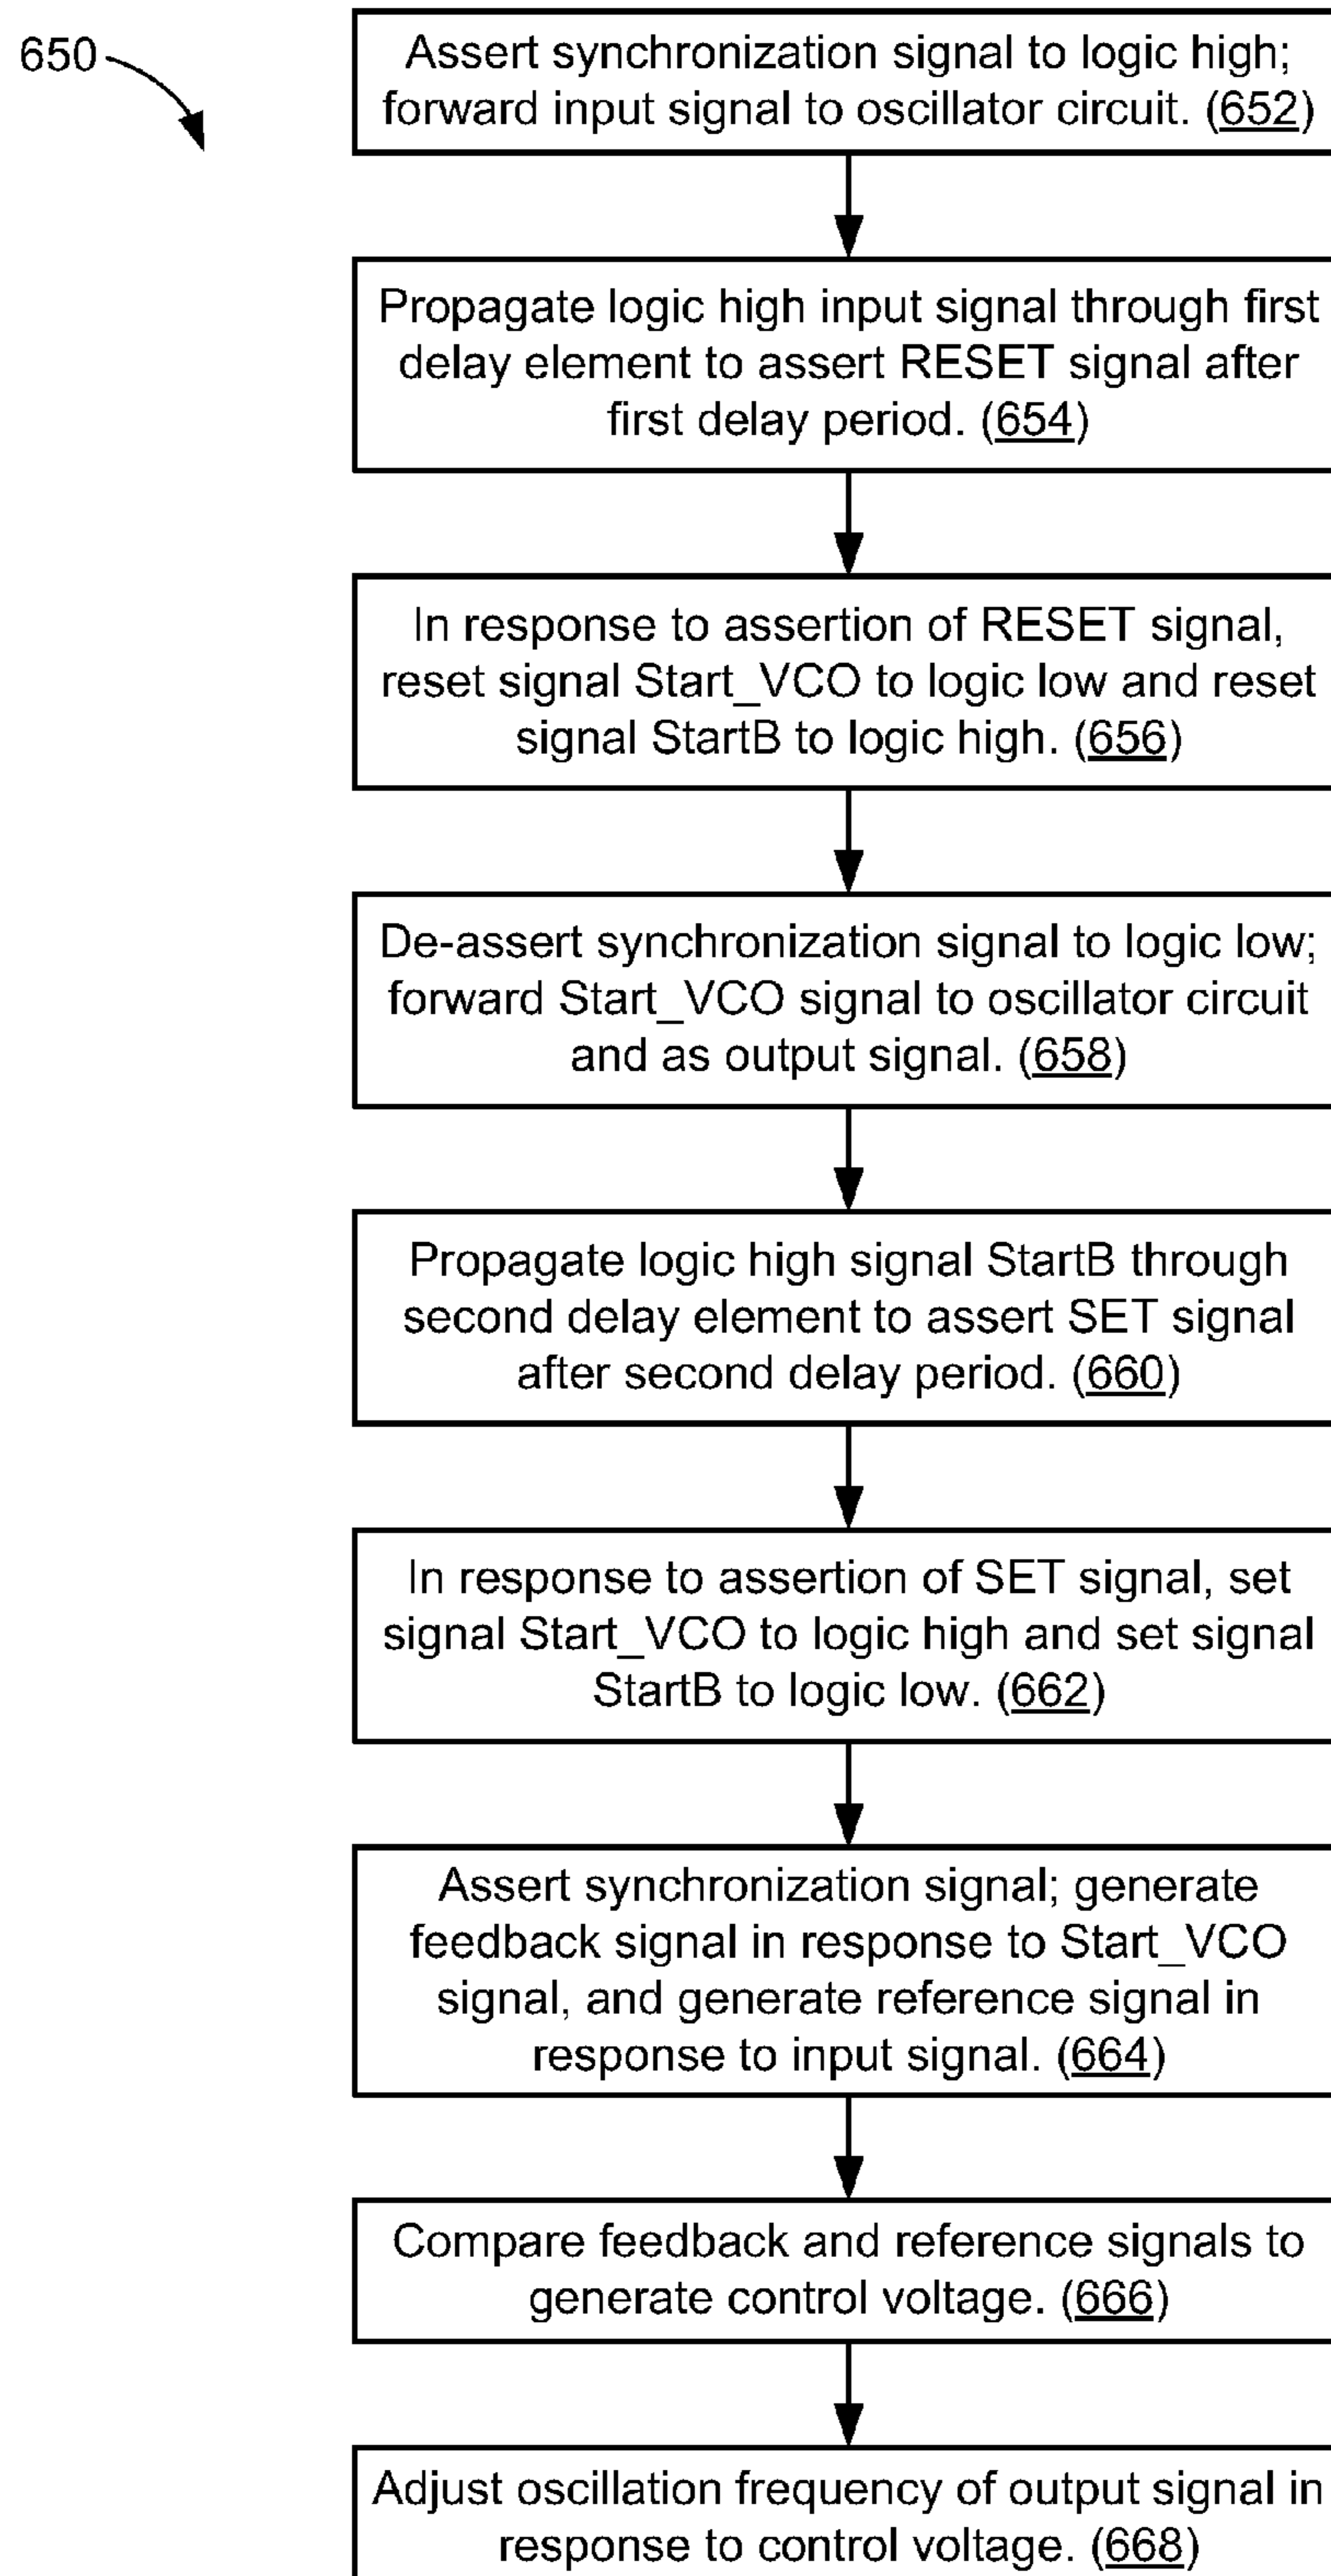 650
Assert synchronization signal to logic high;
forward input signal to oscillator circuit. (652)
Propagate logic high input signal through first
delay element to assert RESET signal after
first delay period. (654)
In response to assertion of RESET signal,
reset signal Start_VCO to logic low and reset
signal StartB to logic high. (656)
De-assert synchronization signal to logic low;
forward Start_VCO signal to oscillator circuit
and as output signal. (658)
Propagate logic high signal StartB through
second delay element to assert SET signal
after second delay period. (660)
In response to assertion of SET signal, set
signal Start_VCO to logic high and set signal
StartB to logic low. (662)
Assert synchronization signal; generate
feedback signal in response to Start_VCO
signal, and generate reference signal in
response to input signal. (664)
Compare feedback and reference signals to
generate control voltage. (666)
Adjust oscillation frequency of output signal in
response to control voltage. (668)